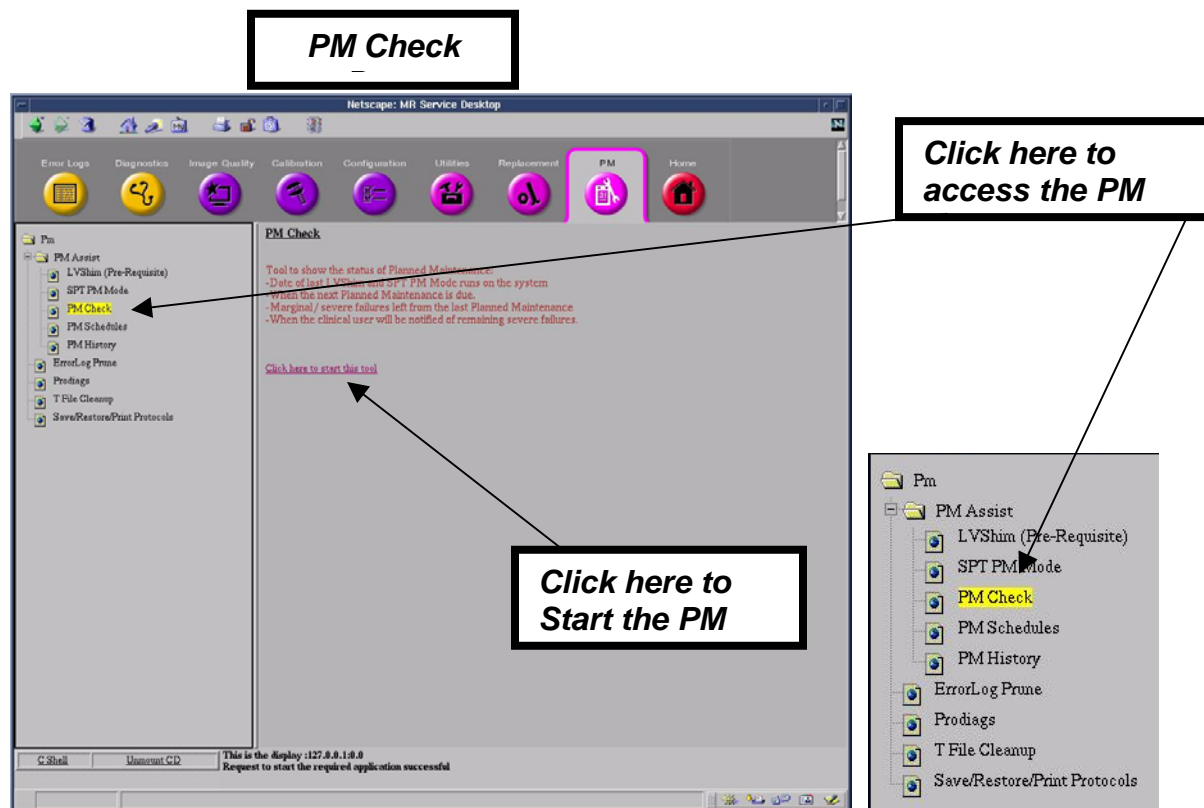 PM Check
Netscape: MR Service Desktop
Error Logs
Diagnostics
Image Quality
Calibration
Configuration
Utilities
Replacement
PM
Home
Click here to
access the PM
Pm
PM Assist
LVShim (Pre-Requisite)
SPT PM Mode
PM Check
PM Schedules
PM History
ErrorLog Prune
Prodiags
T File Cleanup
Save/Restore/Print Protocols
PM Check
Tool to show the status of Planned Maintenance:
-Date of last LVShim and SPT PM Mode runs on the system
-When the next Planned Maintenance is due.
-Marginal / severe failures left from the last Planned Maintenance
-When the clinical user will be notified of remaining severe failures.
Click here to start this tool
Click here to
Start the PM
Pm
PM Assist
LVShim (Pre-Requisite)
SPT PM Mode
PM Check
PM Schedules
PM History
ErrorLog Prune
Prodiags
T File Cleanup
Save/Restore/Print Protocols
C Shell
Unmount CD
This is the display :127.0.0.1:0.0
Request to start the required application successful